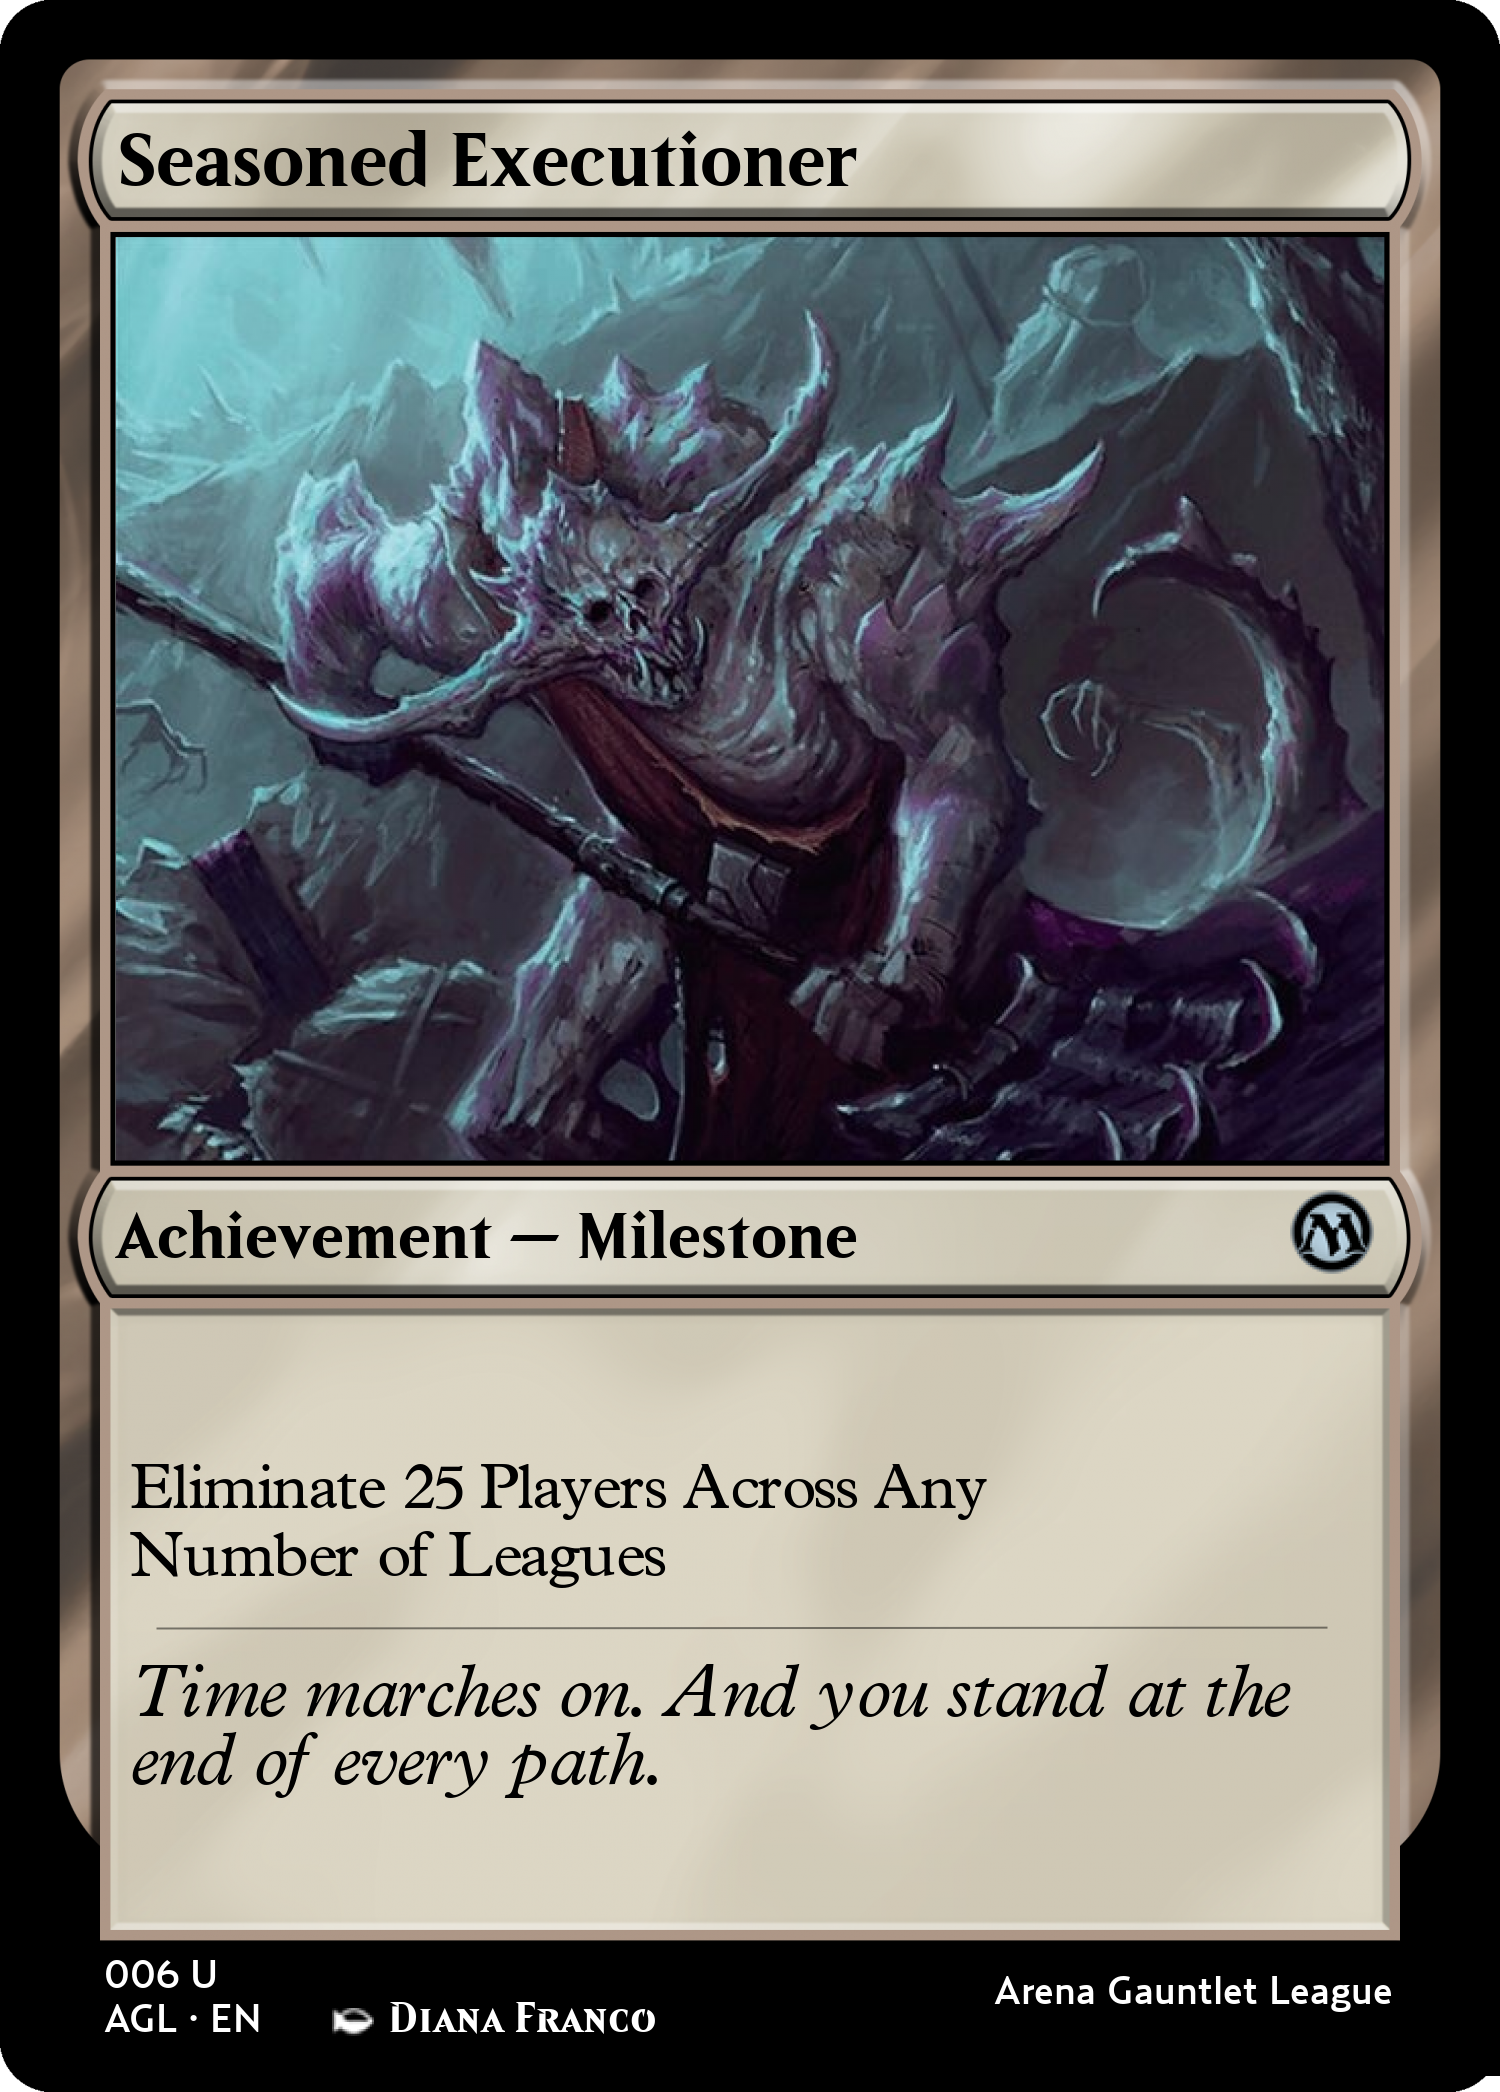 Seasoned Executioner
Achievement — Milestone
M
Eliminate 25 Players Across Any
Number of Leagues
Time marches on. And you stand at the
end of every path.
006 U
AGL · EN
Diana Franco
Arena Gauntlet League